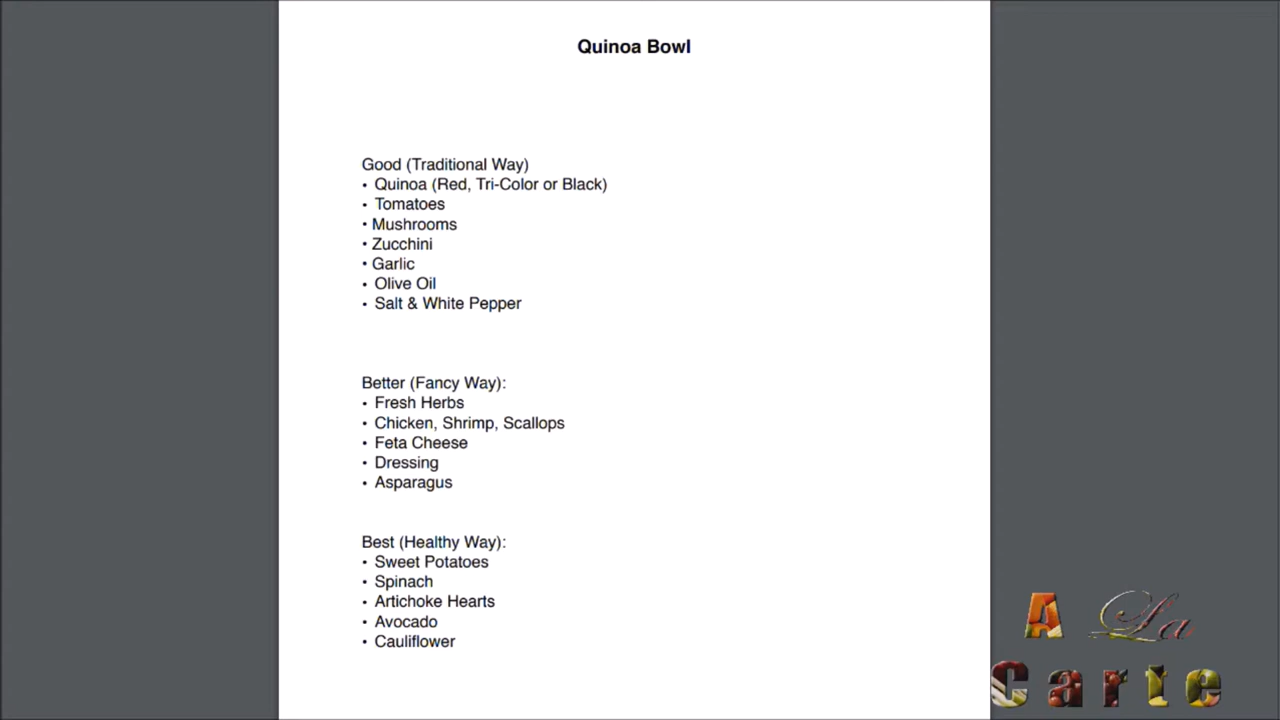 Quinoa Bowl
Good (Traditional Way)
• Quinoa (Red, Tri-Color or Black)
• Tomatoes
• Mushrooms
• Zucchini
• Garlic
• Olive Oil
• Salt & White Pepper
Better (Fancy Way):
• Fresh Herbs
• Chicken, Shrimp, Scallops
• Feta Cheese
• Dressing
• Asparagus
Best (Healthy Way):
• Sweet Potatoes
• Spinach
• Artichoke Hearts
• Avocado
• Cauliflower
A La
Carte